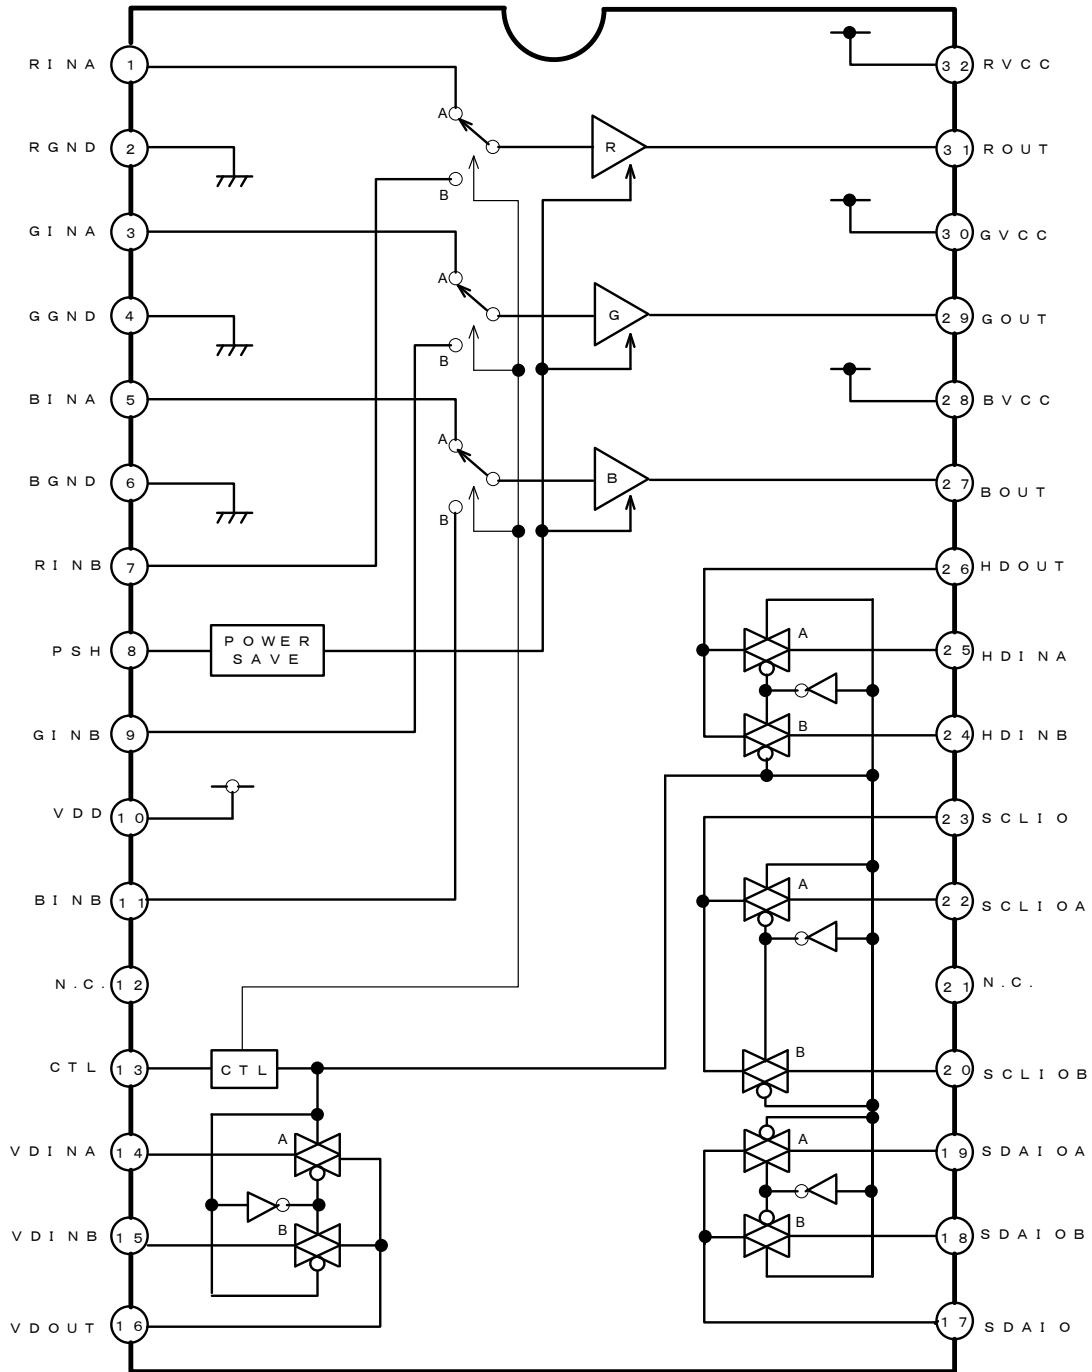 RINA 1
RGND 2
GINA 3
GGND 4
BINA 5
BGND 6
RINB 7
PSH 8
GINB 9
VDD 10
BINB 11
N.C. 12
CTL 13
VDINA 14
VDINB 15
VDOUT 16
A
B
R
A
B
G
A
B
B
POWER
SAVE
CTL
A
B
A
B
A
B
A
B
32 RVCC
31 ROUT
30 GVCC
29 GOUT
28 BVCC
27 BOUT
26 HDOUT
25 HDINA
24 HDINB
23 SCLIO
22 SCLIOA
21 N.C.
20 SCLIOB
19 SDAIOA
18 SDAIOB
17 SDAIO